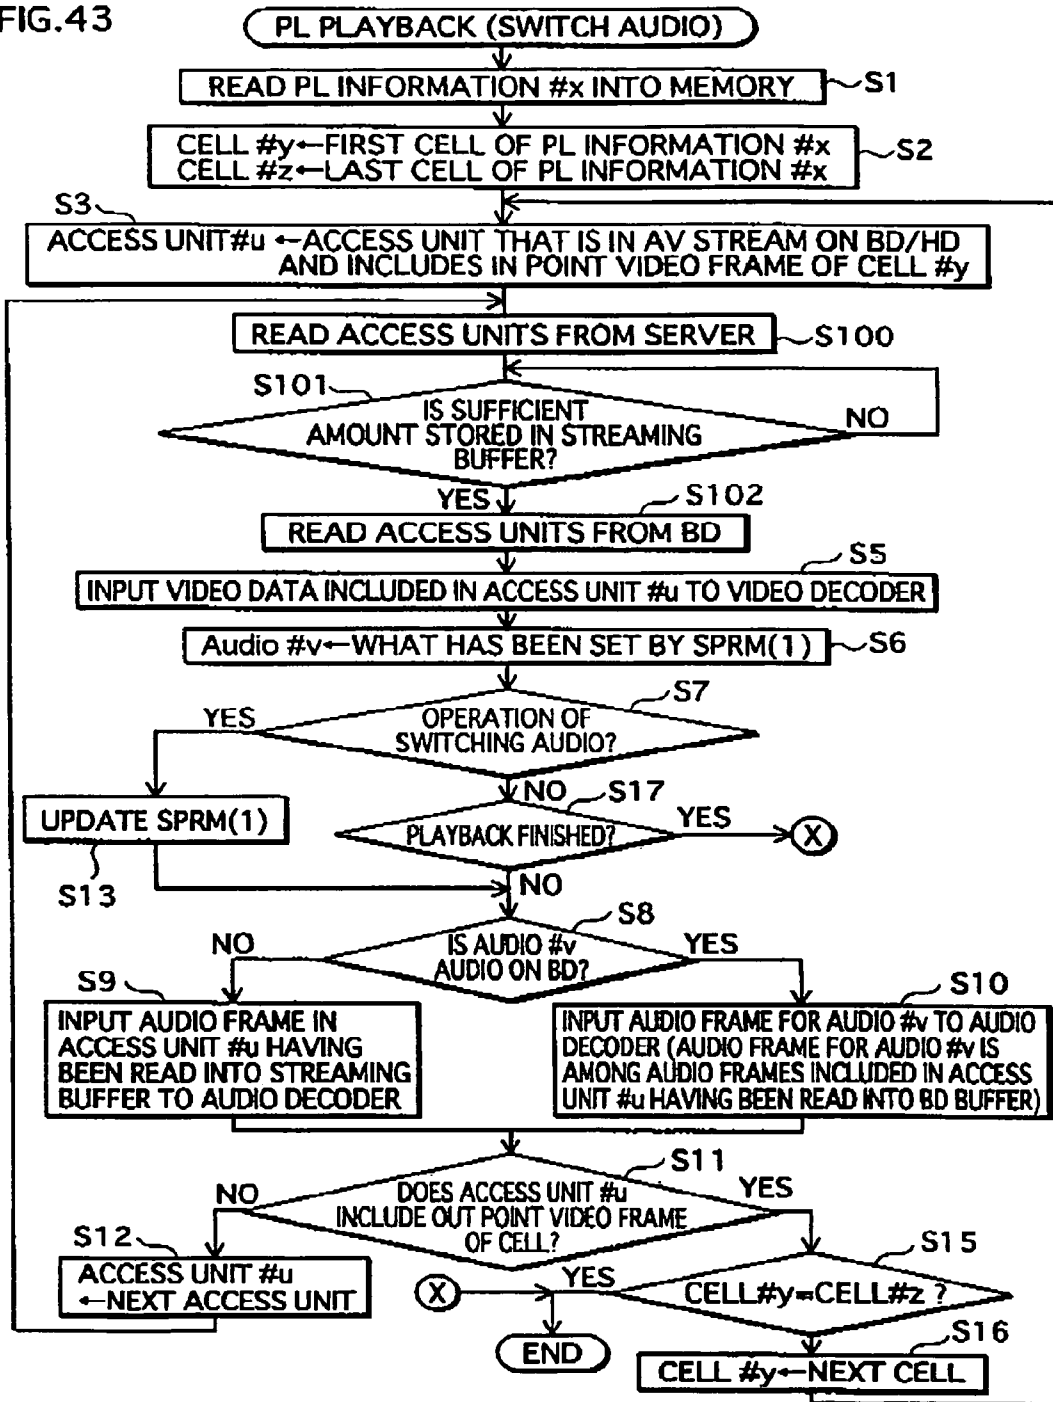 FIG.43
PL PLAYBACK (SWITCH AUDIO)
READ PL INFORMATION #x INTO MEMORY
S1
CELL #y←FIRST CELL OF PL INFORMATION #x
CELL #z←LAST CELL OF PL INFORMATION #x
S2
S3
ACCESS UNIT#u ←ACCESS UNIT THAT IS IN AV STREAM ON BD/HD
AND INCLUDES IN POINT VIDEO FRAME OF CELL #y
READ ACCESS UNITS FROM SERVER
S100
S101
IS SUFFICIENT
AMOUNT STORED IN STREAMING
BUFFER?
NO
YES
S102
READ ACCESS UNITS FROM BD
S5
INPUT VIDEO DATA INCLUDED IN ACCESS UNIT #u TO VIDEO DECODER
Audio #v←WHAT HAS BEEN SET BY SPRM(1)
S6
S7
YES
OPERATION OF
SWITCHING AUDIO?
NO
S17
UPDATE SPRM(1)
PLAYBACK FINISHED?
YES
X
S13
NO
S8
NO
IS AUDIO #v
AUDIO ON BD?
YES
S9
S10
INPUT AUDIO FRAME IN
ACCESS UNIT #u HAVING
BEEN READ INTO STREAMING
BUFFER TO AUDIO DECODER
INPUT AUDIO FRAME FOR AUDIO #v TO AUDIO
DECODER (AUDIO FRAME FOR AUDIO #v IS
AMONG AUDIO FRAMES INCLUDED IN ACCESS
UNIT #u HAVING BEEN READ INTO BD BUFFER)
S11
NO
DOES ACCESS UNIT #u
INCLUDE OUT POINT VIDEO FRAME
OF CELL?
YES
S12
ACCESS UNIT #u
←NEXT ACCESS UNIT
S15
X
YES
CELL#y=CELL#z ?
END
S16
CELL #y←NEXT CELL